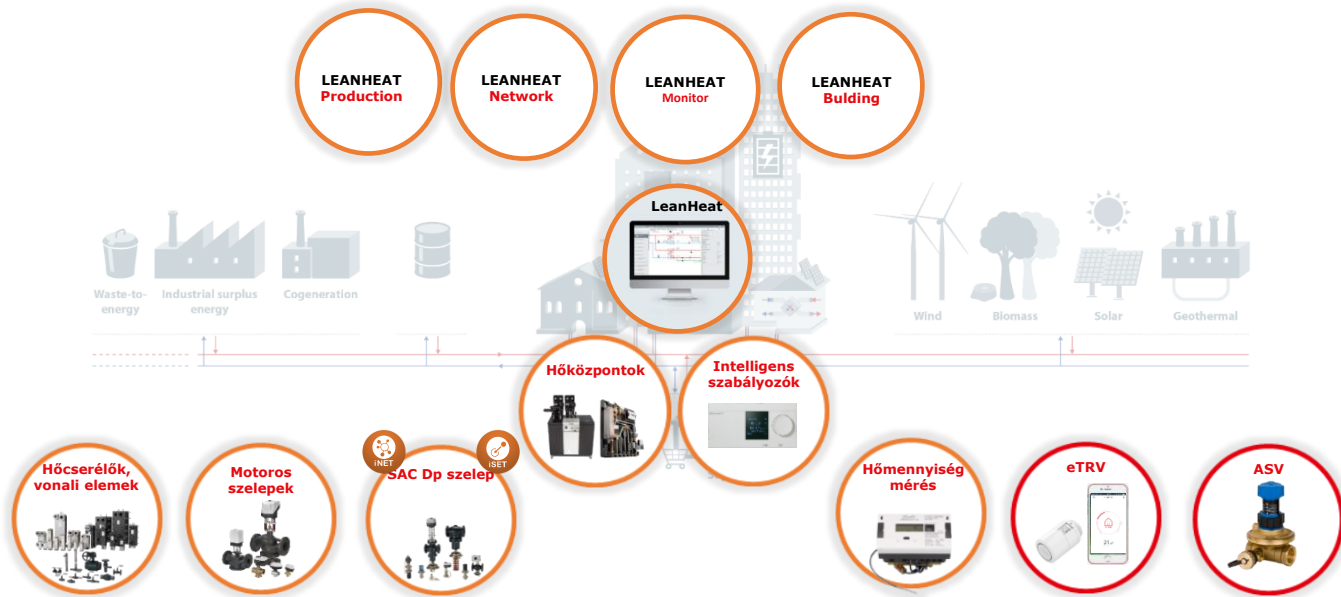 LEANHEAT
Production
LEANHEAT
Network
LEANHEAT
Monitor
LEANHEAT
Bulding
LeanHeat
Waste-to-
energy
Industrial surplus
energy
Cogeneration
Wind
Biomass
Solar
Geothermal
Hőközpontok
Intelligens
szabályozók
Hőcserélők,
vonali elemek
Motoros
szelepek
iNET
iSET
SAC Dp szelep
Hőmennyiség
mérés
eTRV
ASV